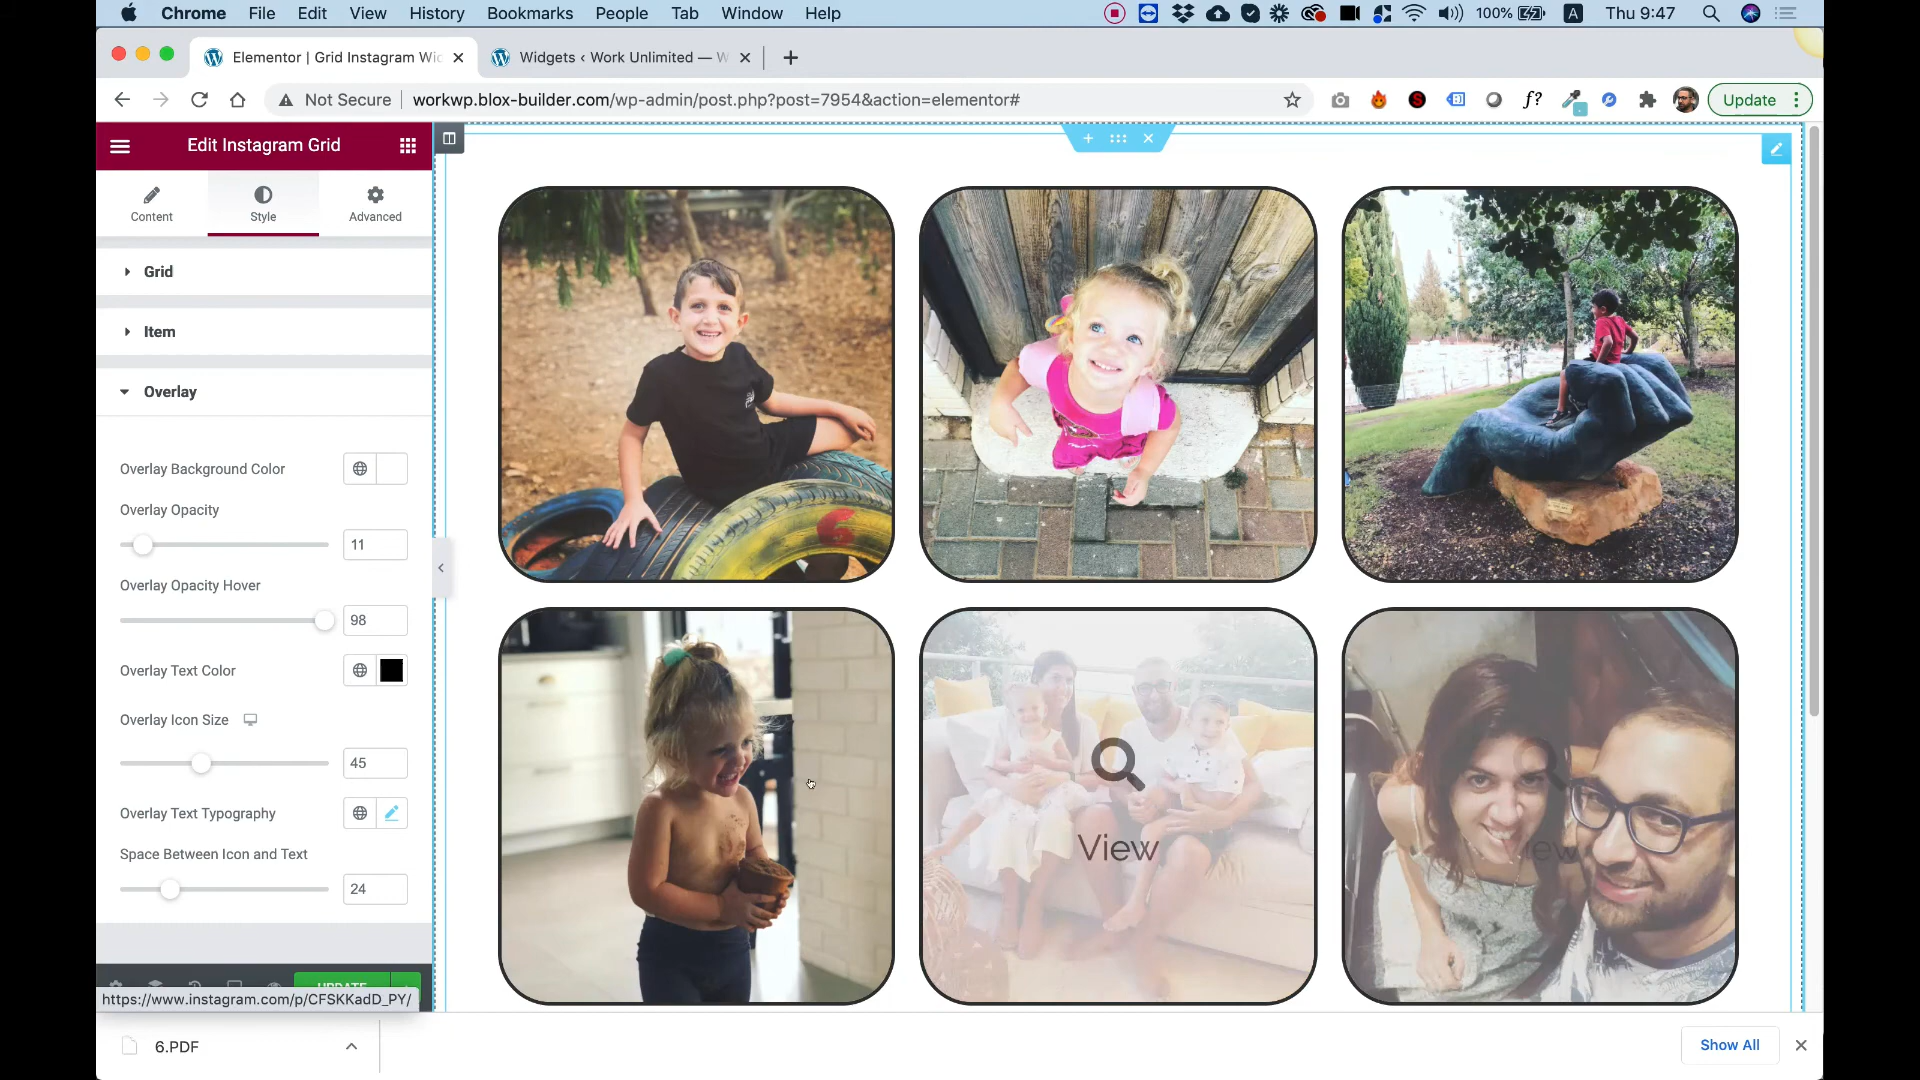 Chrome File Edit View History Bookmarks People Tab Window Help 100% A Thu 9:47
Elementor | Grid Instagram Wi
Widgets ‹ Work Unlimited — W
Not Secure workwp.blox-builder.com/wp-admin/post.php?post=7954&action=elementor# f? Update
Edit Instagram Grid
Content Style Advanced
Grid
Item
Overlay
Overlay Background Color
Overlay Opacity
11
Overlay Opacity Hover
98
Overlay Text Color
Overlay Icon Size
45
Overlay Text Typography
Space Between Icon and Text
24
UPDATE
https://www.instagram.com/p/CFSKKadD_PY/
View
View
6.PDF
Show All